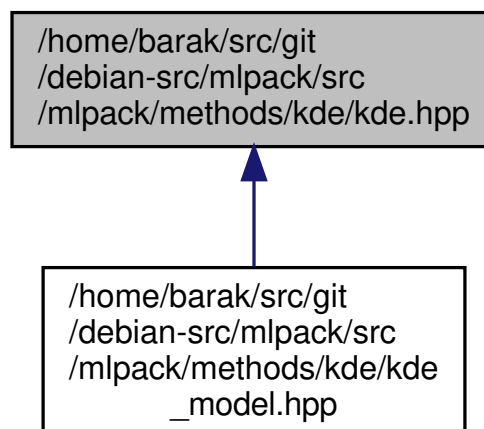 /home/barak/src/git
/debian-src/mlpack/src
/mlpack/methods/kde/kde.hpp
/home/barak/src/git
/debian-src/mlpack/src
/mlpack/methods/kde/kde
_model.hpp